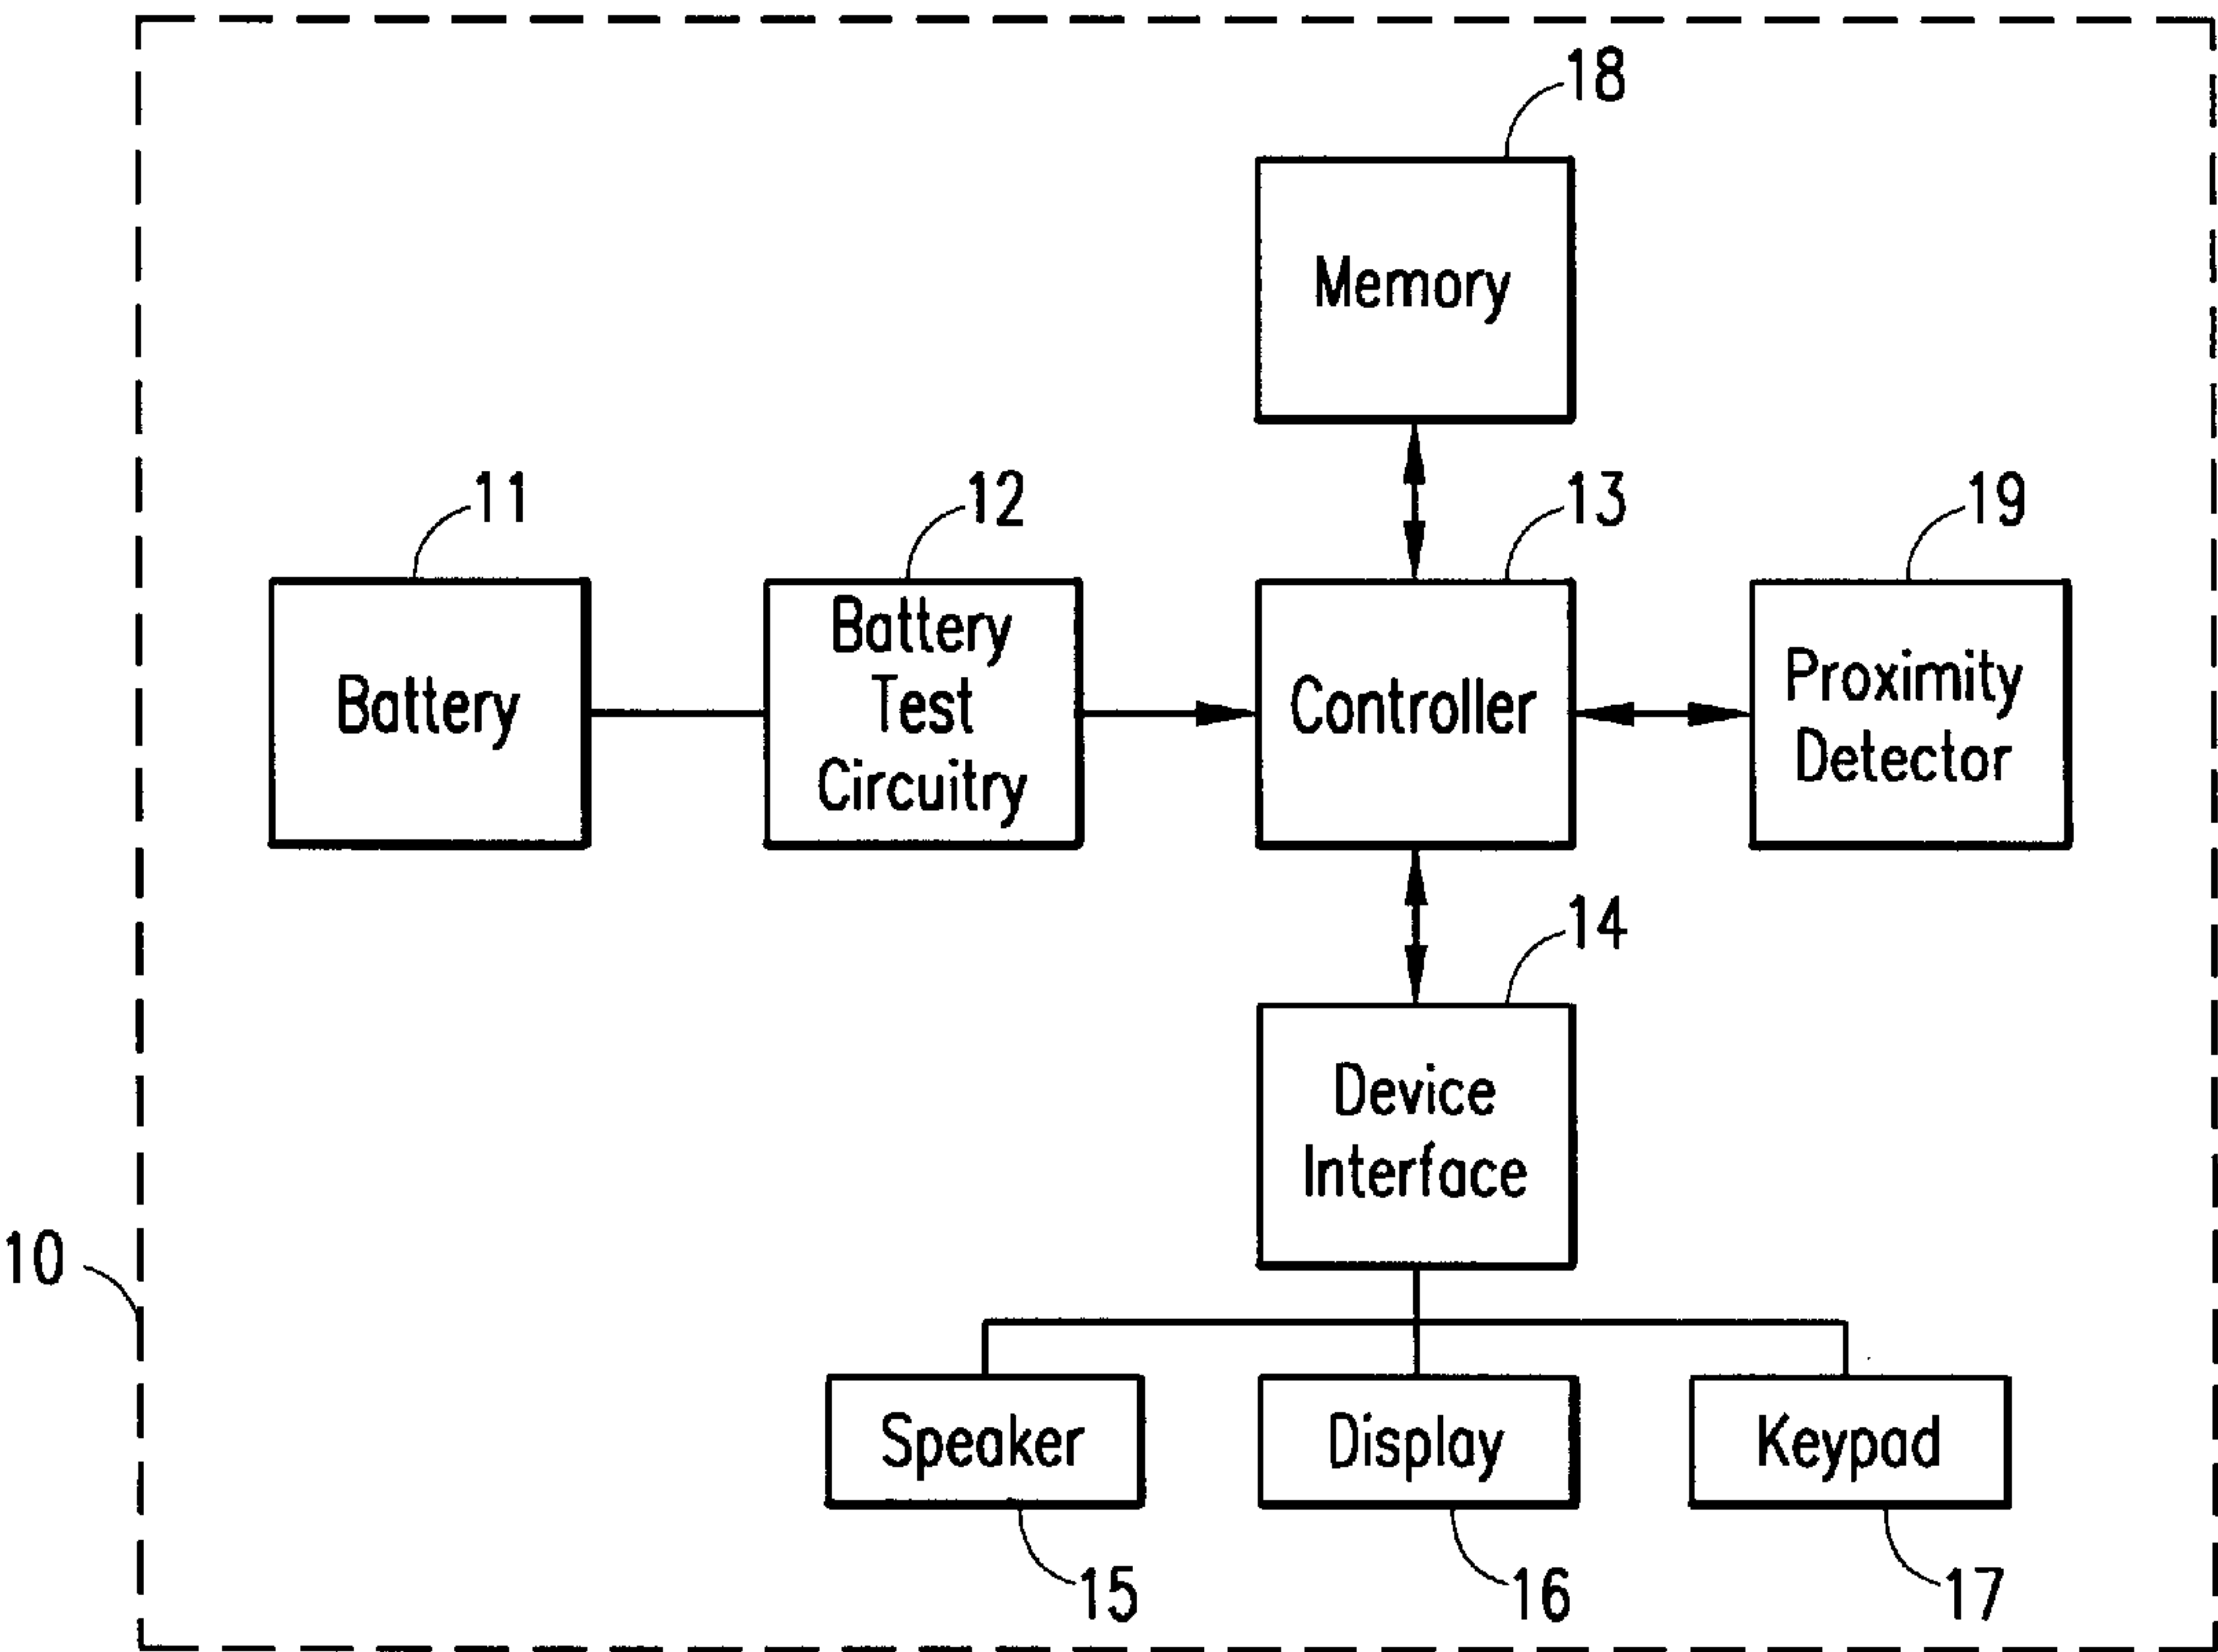 18
Memory
11
12
13
19
Battery
Battery
Test
Circuitry
Controller
Proximity
Detector
14
Device
Interface
10
Speaker
Display
Keypad
15
16
17